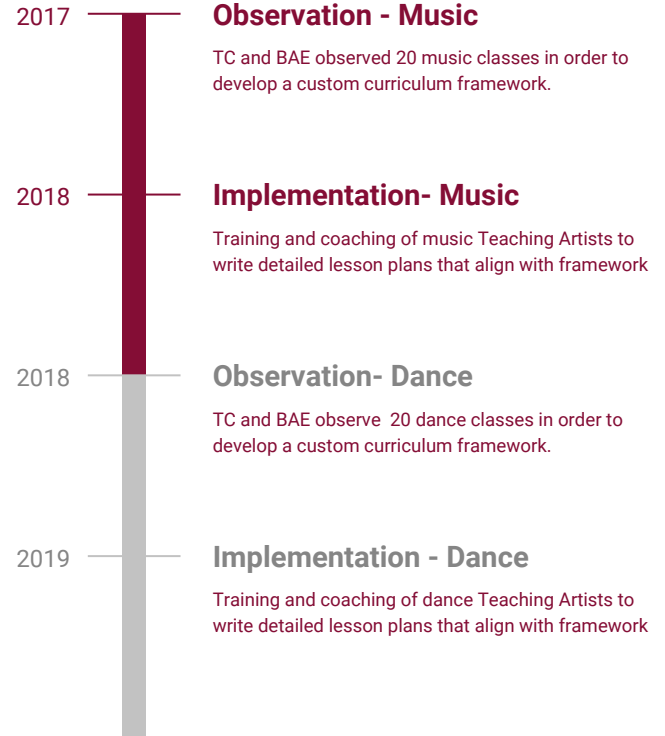 2017
Observation - Music
TC and BAE observed 20 music classes in order to
develop a custom curriculum framework.
2018
Implementation- Music
Training and coaching of music Teaching Artists to
write detailed lesson plans that align with framework
2018
Observation- Dance
TC and BAE observe  20 dance classes in order to
develop a custom curriculum framework.
2019
Implementation - Dance
Training and coaching of dance Teaching Artists to
write detailed lesson plans that align with framework